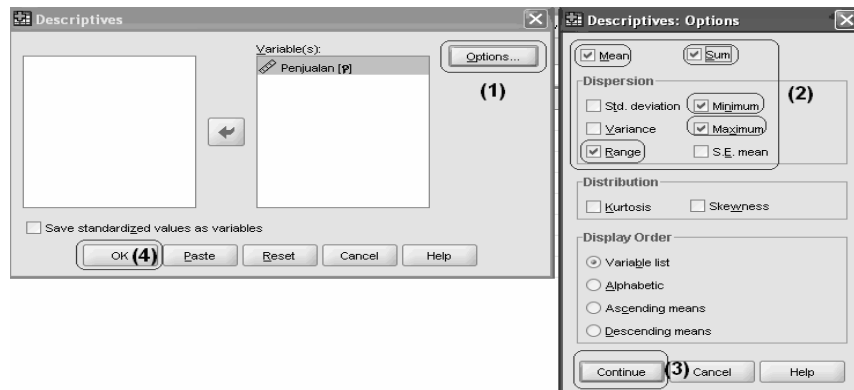 Descriptives
Variable(s):
Penjualan [p]
Options...
(1)
Save standardized values as variables
OK (4) Paste Reset Cancel Help
Descriptives: Options
Mean Sum
(2)
Dispersion
Std. deviation Minimum
Variance Maximum
Range S.E. mean
Distribution
Kurtosis Skewness
Display Order
Variable list
Alphabetic
Ascending means
Descending means
Continue (3) Cancel Help